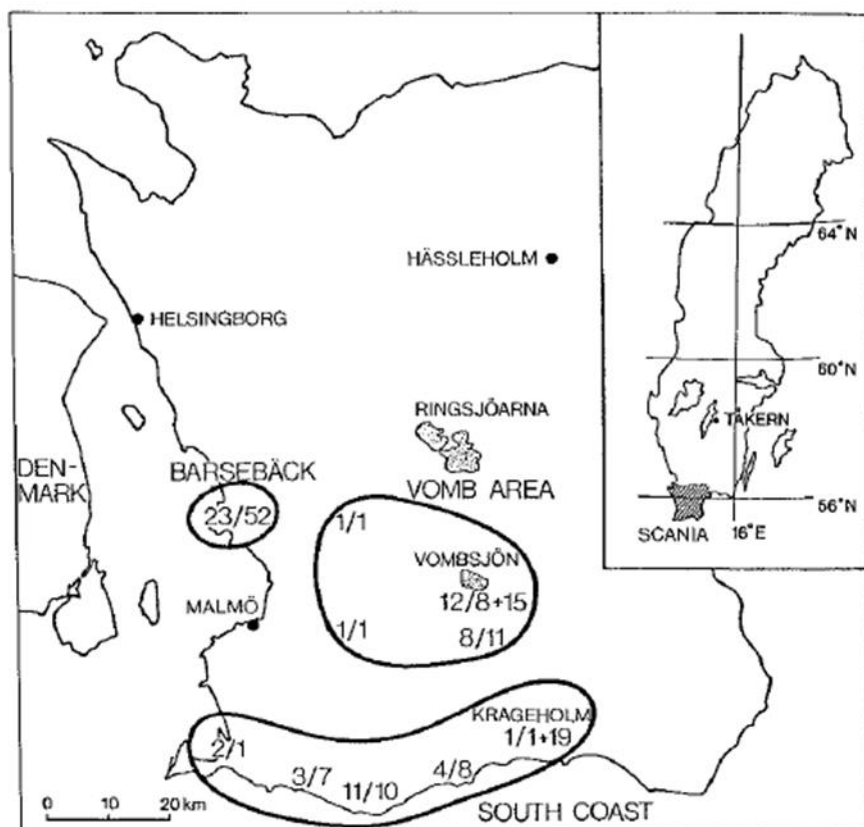 HÄSSLEHOLM
HELSINGBORG
RINGSJÖARNA
DEN-
MARK
BARSEBÄCK
23/52
VOMB AREA
1/1
VOMBSJÖN
12/8+15
MALMÖ
1/1
8/11
KRAGEHOLM
1/1+19
2/1
3/7
11/10
4/8
0 10 20 km
SOUTH COAST
64°N
60°N
TÅKERN
56°N
SCANIA
16°E